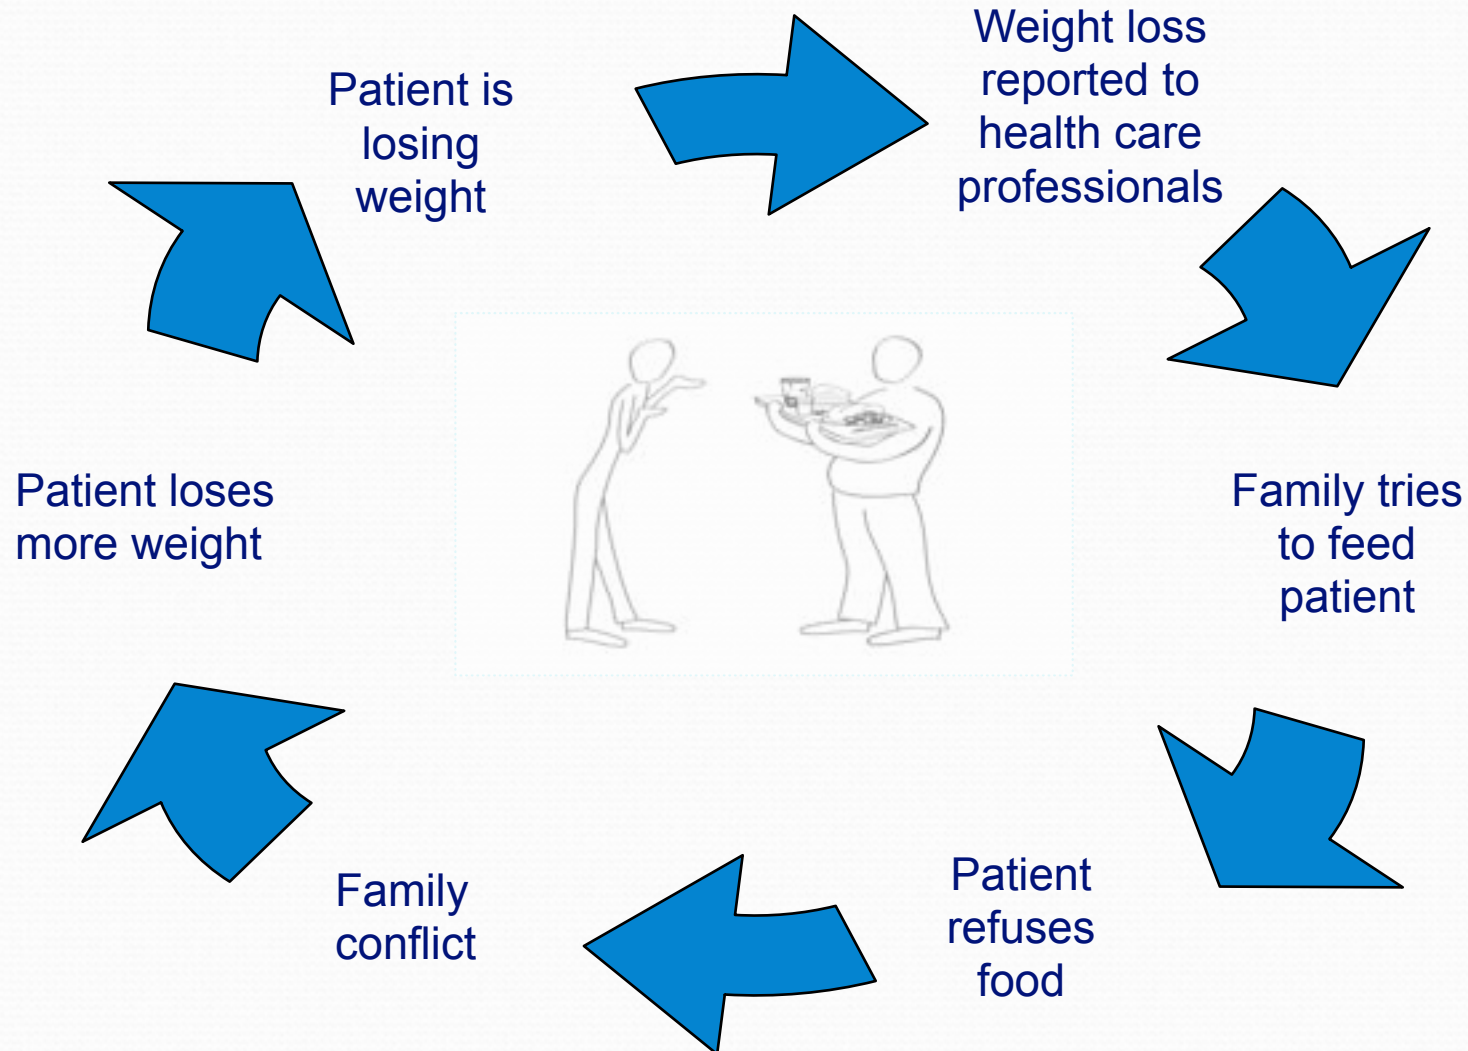 Patient is
losing
weight
Weight loss
reported to
health care
professionals
Family tries
to feed
patient
Patient
refuses
food
Family
conflict
Patient loses
more weight